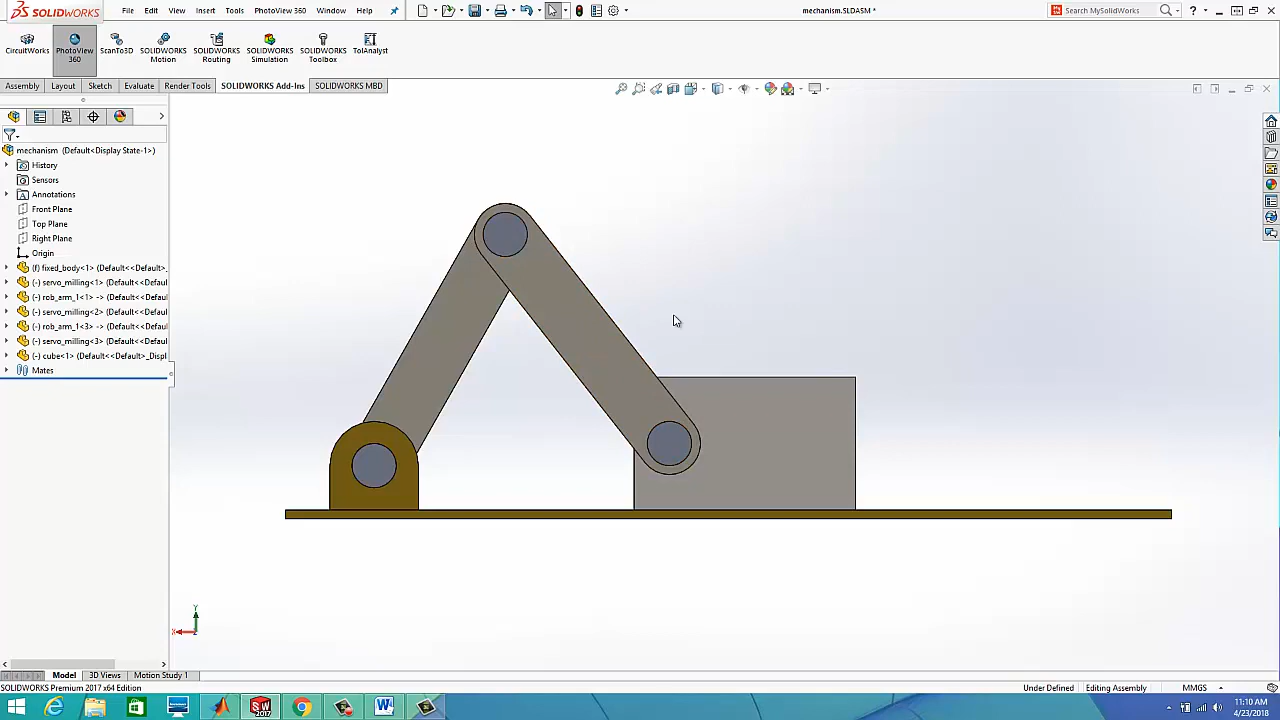 SOLIDWORKS File Edit View Insert Tools PhotoView 360 Window Help mechanism.SLDASM * Search MySolidWorks
CircuitWorks PhotoView 360 ScanTo3D SOLIDWORKS Motion SOLIDWORKS Routing SOLIDWORKS Simulation SOLIDWORKS Toolbox TolAnalyst
Assembly Layout Sketch Evaluate Render Tools SOLIDWORKS Add-Ins SOLIDWORKS MBD
mechanism (Default<Display State-1>)
History
Sensors
Annotations
Front Plane
Top Plane
Right Plane
Origin
(f) fixed_body<1> (Default<<Default>_
(-) servo_milling<1> (Default<<Default
(-) rob_arm_1<1> -> (Default<<Default
(-) servo_milling<2> (Default<<Default
(-) rob_arm_1<3> -> (Default<<Default
(-) servo_milling<3> (Default<<Default
(-) cube<1> (Default<<Default>_Displ
Mates
Y
X
Model 3D Views Motion Study 1
SOLIDWORKS Premium 2017 x64 Edition Under Defined Editing Assembly MMGS
11:10 AM
4/23/2018